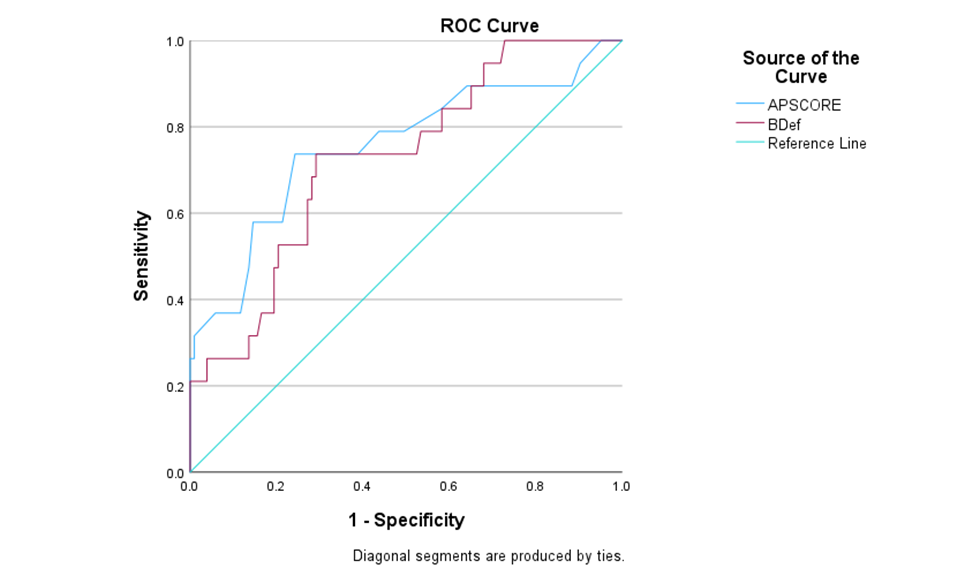 ROC Curve
1.0
0.8
0.6
0.4
0.2
0.0
Sensitivity
0.0 0.2 0.4 0.6 0.8 1.0
1 - Specificity
Source of the
Curve
APSCORE
BDef
Reference Line
Diagonal segments are produced by ties.